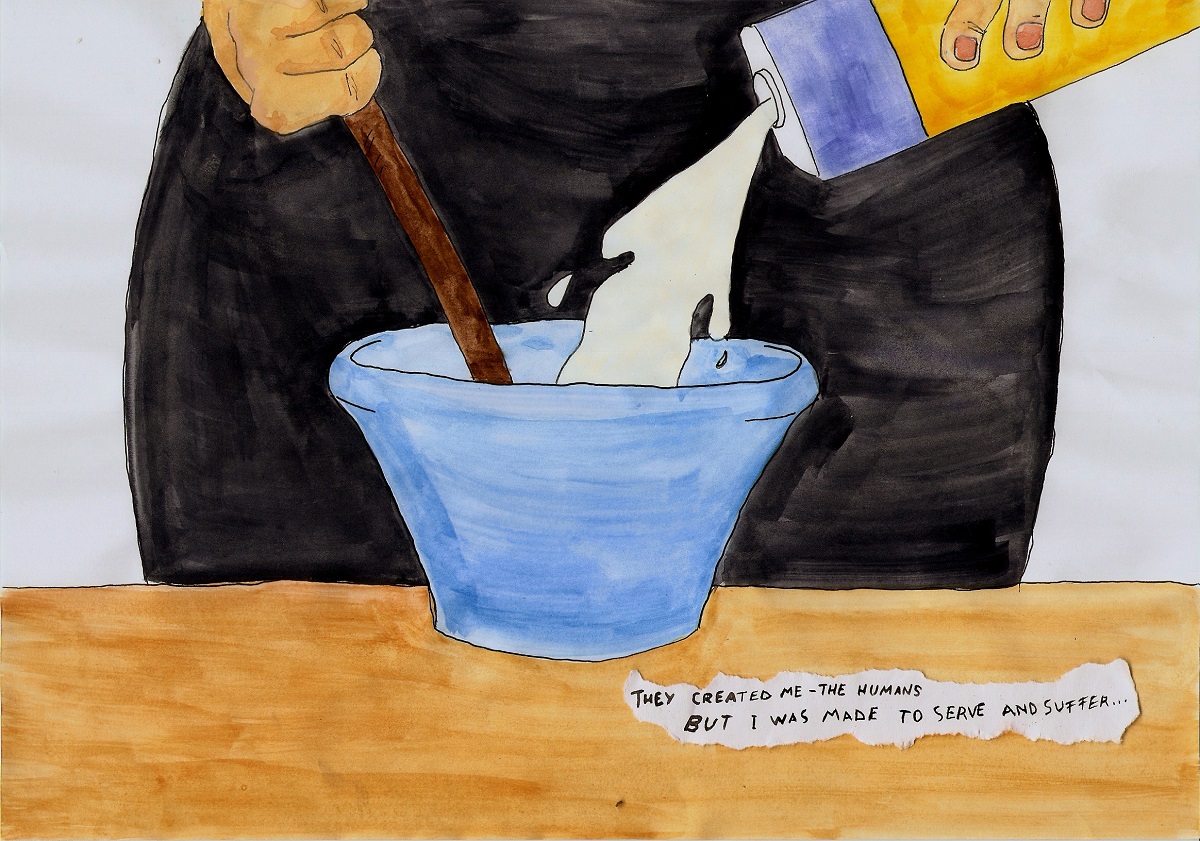 THEY CREATED ME - THE HUMANS
BUT I WAS MADE TO SERVE AND SUFFER...